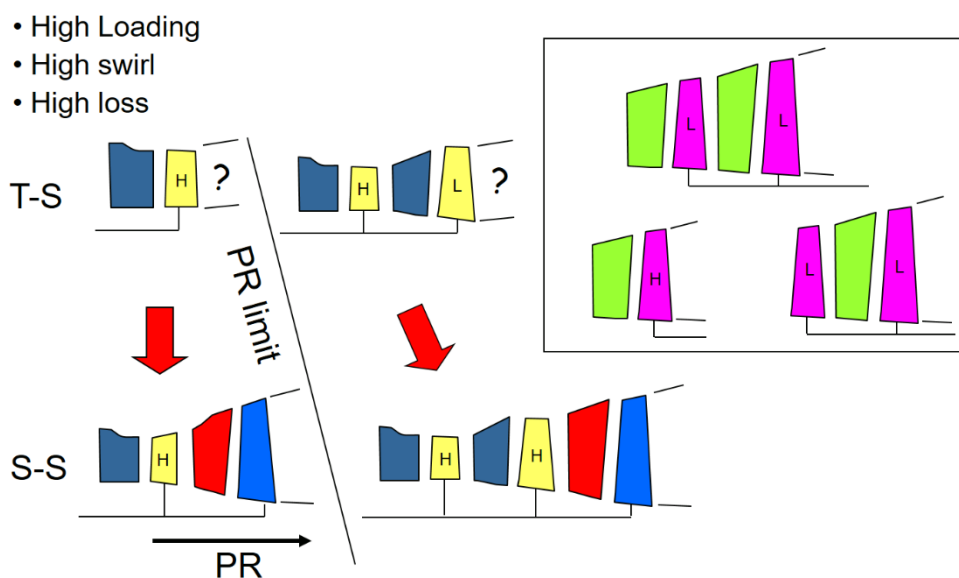 • High Loading
• High swirl
• High loss
T-S
H
?
H
L
?
PR limit
L
L
H
L
L
S-S
H
H
H
PR